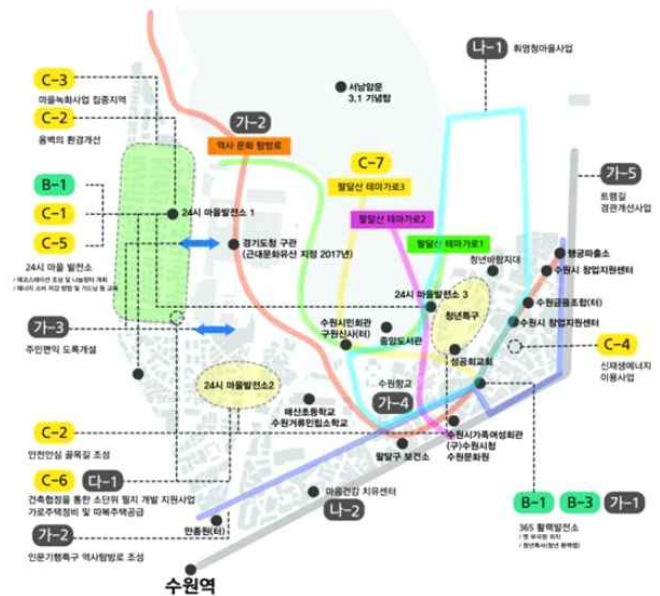 나-1 휘영청마을사업
C-3
마을녹화사업 집중지역
서남암문
3.1 기념탑
C-2
옹벽의 환경개선
가-2
역사 문화 탐방로
C-7
팔달산 테마가로3
가-5
트램길
경관개선사업
B-1
팔달산 테마가로2
C-1
24시 마을발전소 1
C-5
경기도청 구관
(근대문화유산 지정 2017년)
팔달산 테마가로1
행궁파출소
청년바람지대
수원시 창업지원센터
24시 마을 발전소
24시 마을발전소 3
수원금융조합(터)
청년특구
수원시 창업지원센터
가-3
주민편익 도록개설
수원시민회관
구원신사(터)
중앙도서관
성공회교회
C-4
신재생에너지
이용사업
24시 마을발전소2
수원향교
가-4
매산초등학교
수원거류민립소학교
C-2
안전안심 골목길 조성
수원시가족여성회관
(구)수원시청
수원문화원
팔달구 보건소
C-6 다-1
건축협정을 통한 소단위 필지 개발 지원사업
가로주택정비 및 따복주택공급
마음건강 치유센터
나-2
B-1 B-3 가-1
365 활력발전소
가-2
인문기행특구 역사탐방로 조성
만종원(터)
수원역